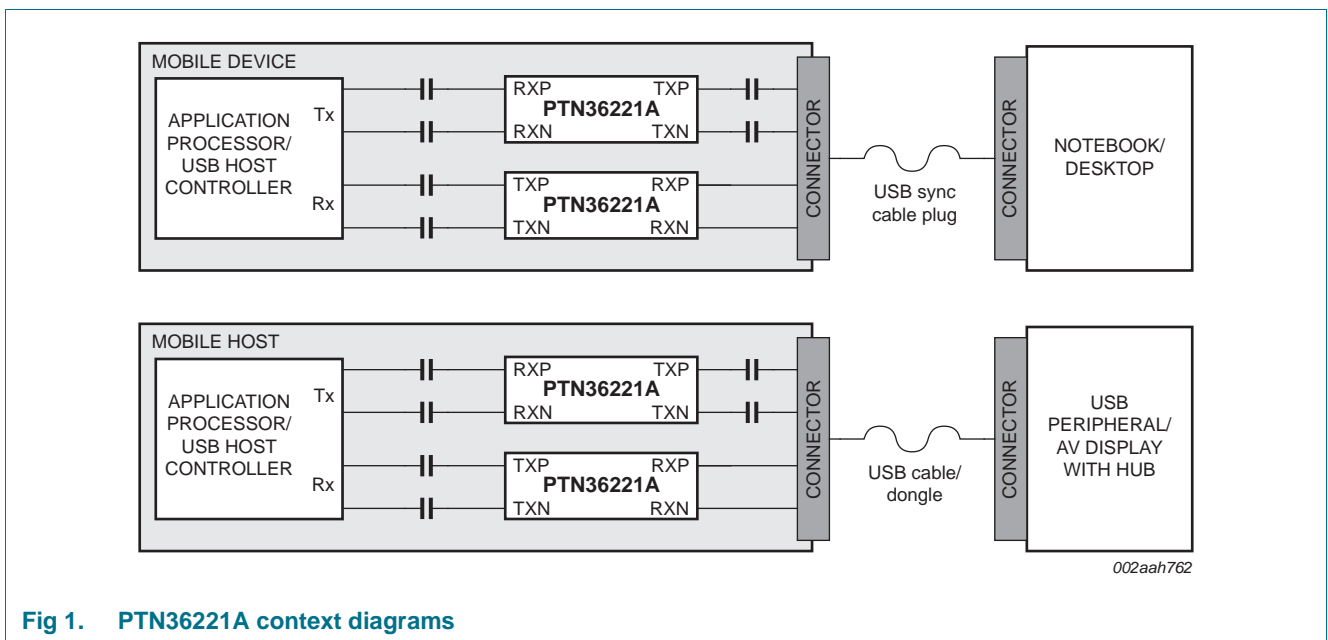 MOBILE DEVICE
APPLICATION
PROCESSOR/
USB HOST
CONTROLLER
Tx
Rx
RXP TXP
PTN36221A
RXN TXN
TXP RXP
PTN36221A
TXN RXN
CONNECTOR
USB sync
cable plug
CONNECTOR
NOTEBOOK/
DESKTOP
MOBILE HOST
APPLICATION
PROCESSOR/
USB HOST
CONTROLLER
Tx
Rx
RXP TXP
PTN36221A
RXN TXN
TXP RXP
PTN36221A
TXN RXN
CONNECTOR
USB cable/
dongle
CONNECTOR
USB
PERIPHERAL/
AV DISPLAY
WITH HUB
002aah762
Fig 1. PTN36221A context diagrams